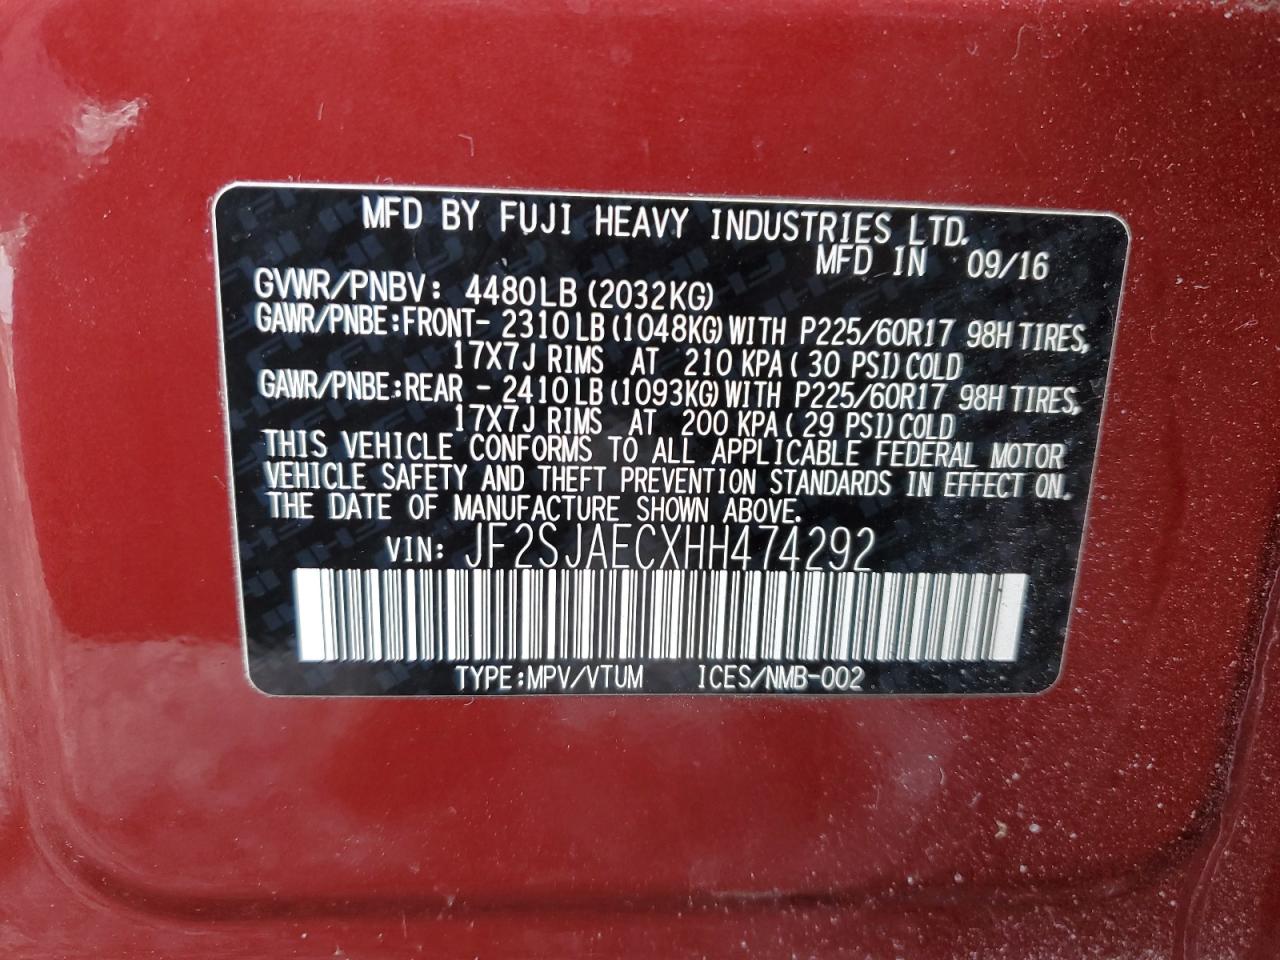 MFD BY FUJI HEAVY INDUSTRIES LTD.
MFD IN 09/16
GVWR/PNBV: 4480LB (2032KG)
GAWR/PNBE:FRONT- 2310LB(1048KG)WITH P225/60R17 98H TIRES,
17X7J RIMS AT 210 KPA( 30 PSI)COLD
GAWR/PNBE:REAR - 2410LB(1093KG)WITH P225/60R17 98H TIRES,
17X7J RIMS AT 200 KPA(29 PSI)COLD
THIS VEHICLE CONFORMS TO ALL APPLICABLE FEDERAL MOTOR
VEHICLE SAFETY AND THEFT PREVENTION STANDARDS IN EFFECT ON.
THE DATE OF MANUFACTURE SHOWN ABOVE.
VIN: JF2SJAECXHH474292
TYPE:MPV/VTUM ICES/NMB-002